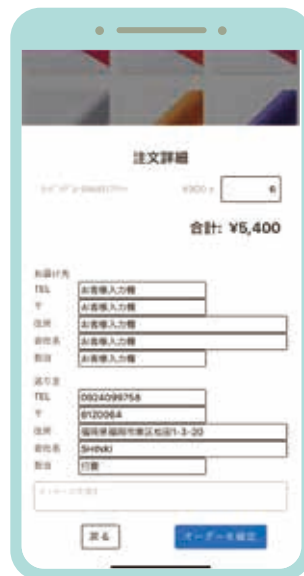 注文詳細
¥900 x 6
合計: ¥5,400
お届け先
TEL お客様入力欄
〒 お客様入力欄
住所 お客様入力欄
会社名 お客様入力欄
担当 お客様入力欄
送り主
TEL 0924099758
〒 8120064
住所 福岡県福岡市東区松田1-3-20
会社名 SHINKI
担当
戻る
オーダーを確定